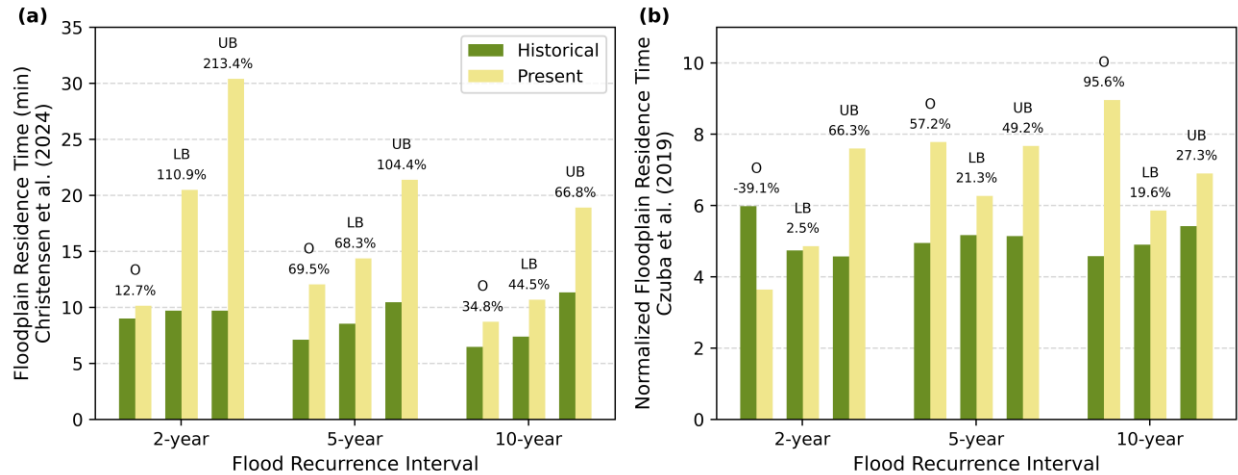 (a)
Floodplain Residence Time (min)
Christensen et al. (2024)
35
30
25
20
15
10
5
0
Historical
Present
O
12.7%
LB
110.9%
UB
213.4%
O
69.5%
LB
68.3%
UB
104.4%
O
34.8%
LB
44.5%
UB
66.8%
2-year
5-year
10-year
Flood Recurrence Interval
(b)
Normalized Floodplain Residence Time
Czuba et al. (2019)
10
8
6
4
2
0
O
-39.1%
LB
2.5%
UB
66.3%
O
57.2%
LB
21.3%
UB
49.2%
O
95.6%
LB
19.6%
UB
27.3%
2-year
5-year
10-year
Flood Recurrence Interval